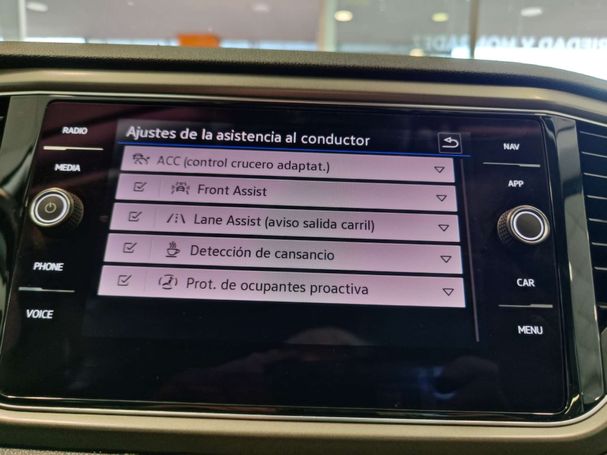 Ajustes de la asistencia al conductor
ACC (control crucero adaptat.)
Front Assist
Lane Assist (aviso salida carril)
Detección de cansancio
Prot. de ocupantes proactiva
RADIO
MEDIA
PHONE
VOICE
NAV
APP
CAR
MENU